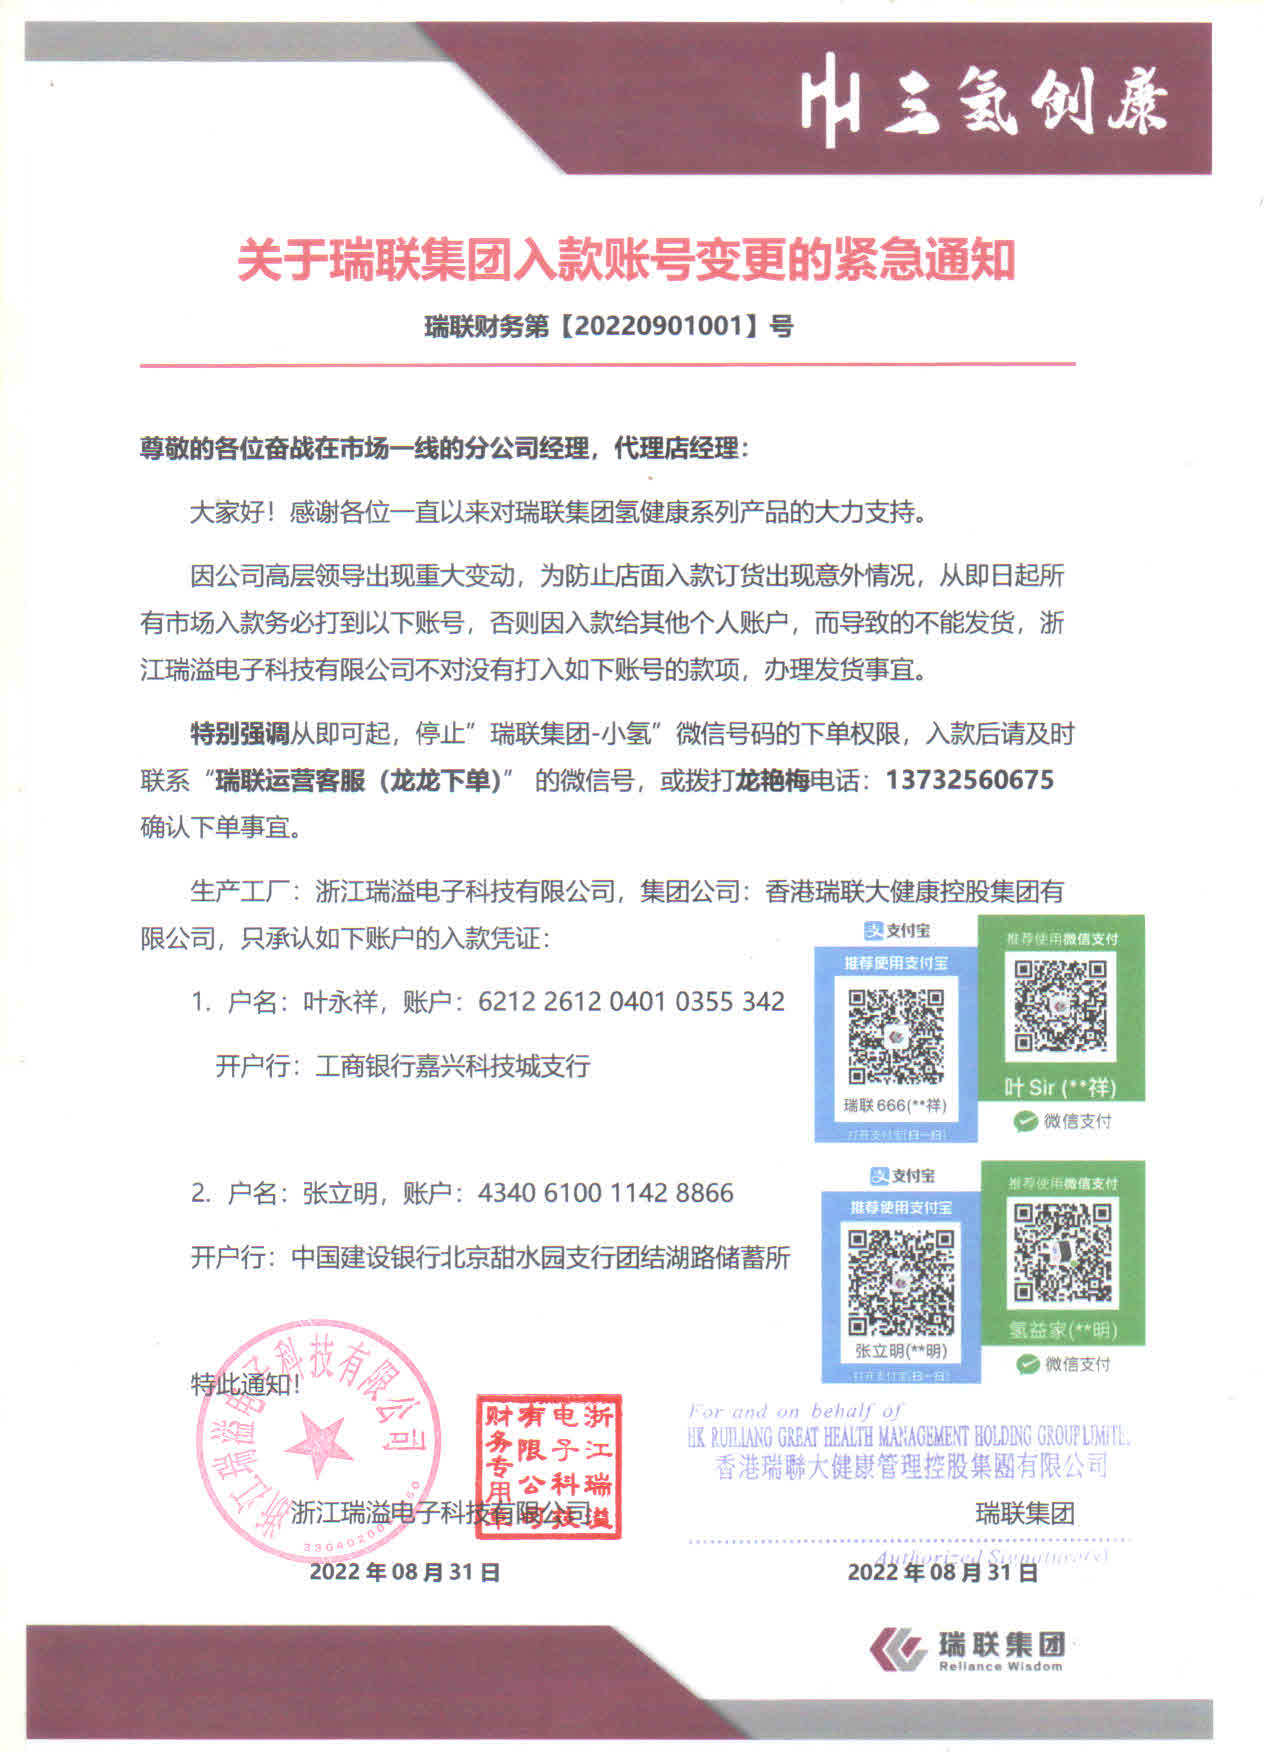 三氢创康
关于瑞联集团入款账号变更的紧急通知
瑞联财务第【20220901001】号
尊敬的各位奋战在市场一线的分公司经理，代理店经理：
大家好！感谢各位一直以来对瑞联集团氢健康系列产品的大力支持。
因公司高层领导出现重大变动，为防止店面入款订货出现意外情况，从即日起所
有市场入款务必打到以下账号，否则因入款给其他个人账户，而导致的不能发货，浙
江瑞溢电子科技有限公司不对没有打入如下账号的款项，办理发货事宜。
特别强调从即可起，停止”瑞联集团-小氢”微信号码的下单权限，入款后请及时
联系“瑞联运营客服（龙龙下单）” 的微信号，或拨打龙艳梅电话：13732560675
确认下单事宜。
生产工厂：浙江瑞溢电子科技有限公司，集团公司：香港瑞联大健康控股集团有
限公司，只承认如下账户的入款凭证：
支付宝
推荐使用支付宝
瑞联666(**祥)
打开支付宝[扫一扫]
推荐使用微信支付
叶Sir (**祥)
微信支付
1. 户名：叶永祥，账户：6212 2612 0401 0355 342
开户行：工商银行嘉兴科技城支行
支付宝
推荐使用支付宝
张立明(**明)
打开支付宝[扫一扫]
推荐使用微信支付
氢益家(**明)
微信支付
2. 户名：张立明，账户：4340 6100 1142 8866
开户行：中国建设银行北京甜水园支行团结湖路储蓄所
特此通知！
浙江瑞溢电子科技有限公司
浙江瑞溢
电子科技
有限公司
财务专用章
For and on behalf of
HK RUILIANG GREAT HEALTH MANAGEMENT HOLDING GROUP LIMITE.
香港瑞聯大健康管理控股集團有限公司
浙江瑞溢电子科技有限公司
瑞联集团
Authorized Signature(s)
2022 年 08 月 31 日
2022 年 08 月 31 日
瑞联集团
Reliance Wisdom